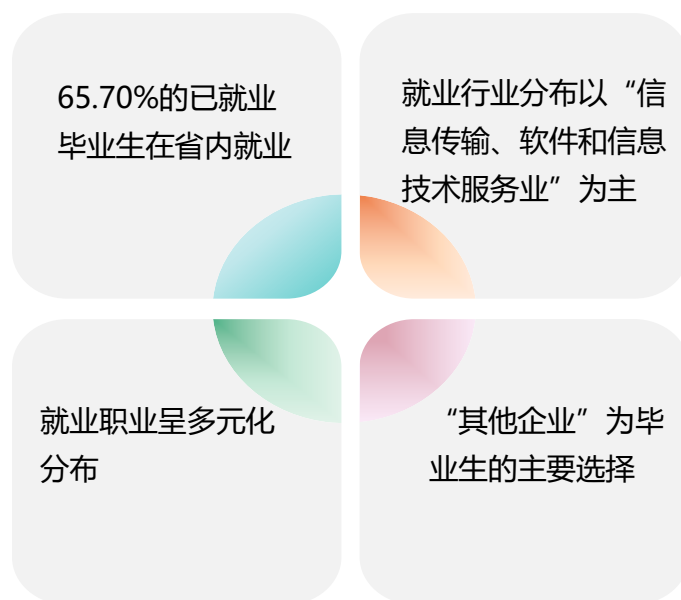 65.70%的已就业
毕业生在省内就业
就业行业分布以“信
息传输、软件和信息
技术服务业”为主
就业职业呈多元化
分布
“其他企业”为毕
业生的主要选择